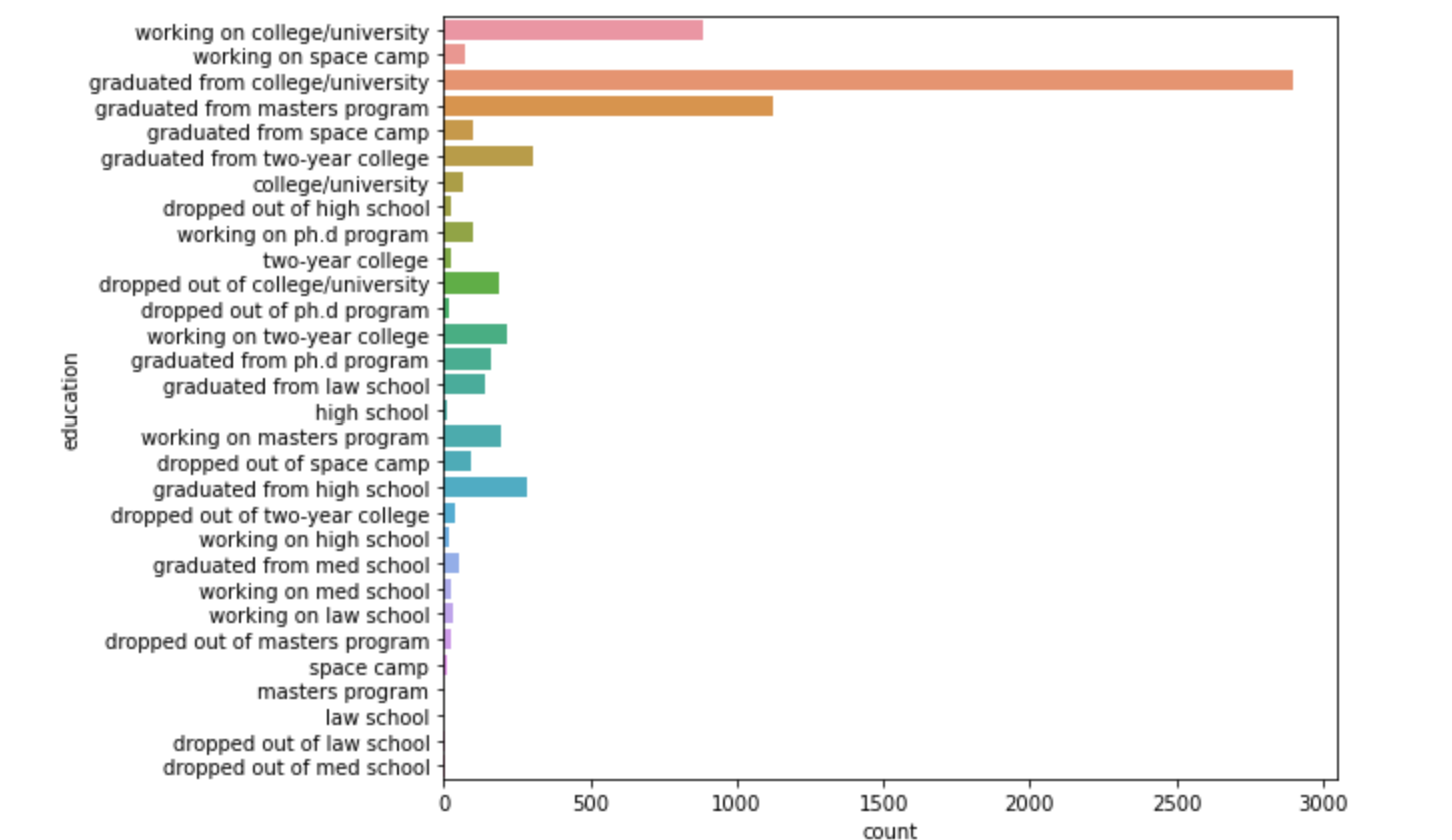 working on college/university
working on space camp
graduated from college/university
graduated from masters program
graduated from space camp
graduated from two-year college
college/university
dropped out of high school
working on ph.d program
two-year college
dropped out of college/university
dropped out of ph.d program
working on two-year college
graduated from ph.d program
graduated from law school
high school
working on masters program
dropped out of space camp
graduated from high school
dropped out of two-year college
working on high school
graduated from med school
working on med school
working on law school
dropped out of masters program
space camp
masters program
law school
dropped out of law school
dropped out of med school
education
0 500 1000 1500 2000 2500 3000
count